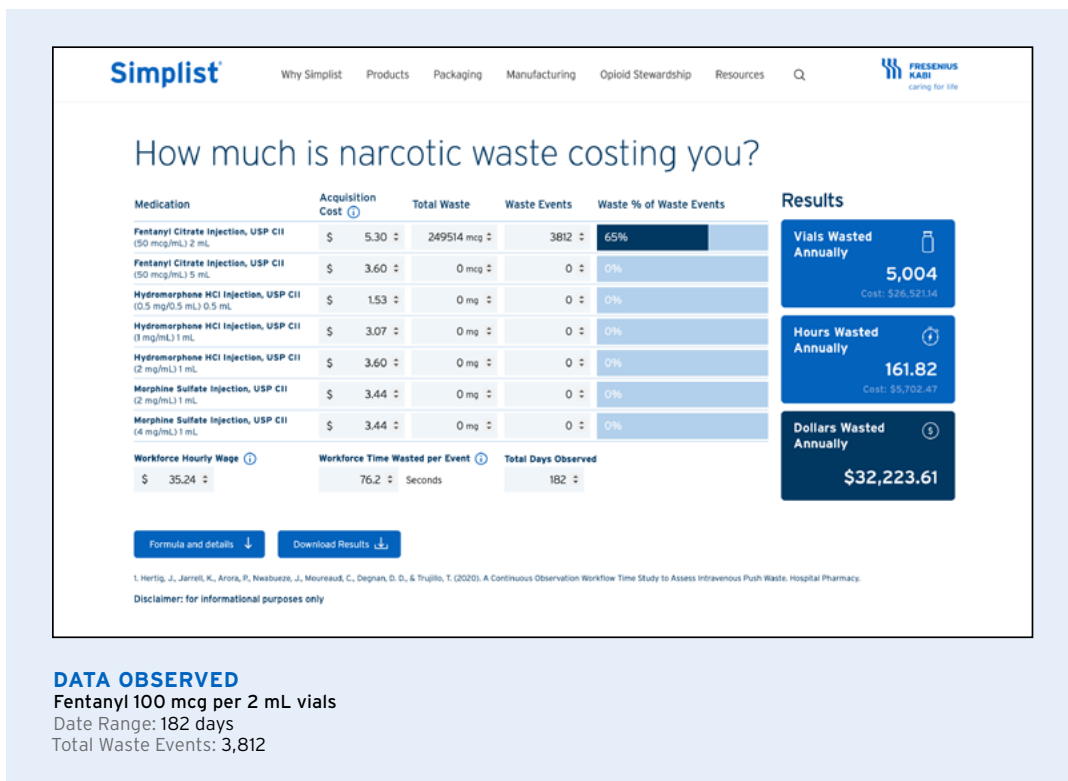 Simplist
Why Simplist Products Packaging Manufacturing Opioid Stewardship Resources
FRESENIUS
KABI
caring for life
How much is narcotic waste costing you?
Medication Acquisition Cost Total Waste Waste Events Waste % of Waste Events
Fentanyl Citrate Injection, USP CII
(50 mcg/mL) 2 mL $ 5.30 249514 mcg 3812 65%
Fentanyl Citrate Injection, USP CII
(50 mcg/mL) 5 mL $ 3.60 0 mcg 0 0%
Hydromorphone HCl Injection, USP CII
(0.5 mg/0.5 mL) 0.5 mL $ 1.53 0 mg 0 0%
Hydromorphone HCl Injection, USP CII
(1 mg/mL) 1 mL $ 3.07 0 mg 0 0%
Hydromorphone HCl Injection, USP CII
(2 mg/mL) 1 mL $ 3.60 0 mg 0 0%
Morphine Sulfate Injection, USP CII
(2 mg/mL) 1 mL $ 3.44 0 mg 0 0%
Morphine Sulfate Injection, USP CII
(4 mg/mL) 1 mL $ 3.44 0 mg 0 0%
Workforce Hourly Wage Workforce Time Wasted per Event Total Days Observed
$ 35.24 76.2 Seconds 182
Results
Vials Wasted
Annually
5,004
Cost: $26,521.14
Hours Wasted
Annually
161.82
Cost: $5,702.47
Dollars Wasted
Annually
$32,223.61
Formula and details Download Results
1. Hertig, J., Jarrell, K., Arora, P., Nwabueze, J., Moureaud, C., Degnan, D. D., & Trujillo, T. (2020). A Continuous Observation Workflow Time Study to Assess Intravenous Push Waste. Hospital Pharmacy.
Disclaimer: for informational purposes only
DATA OBSERVED
Fentanyl 100 mcg per 2 mL vials
Date Range: 182 days
Total Waste Events: 3,812